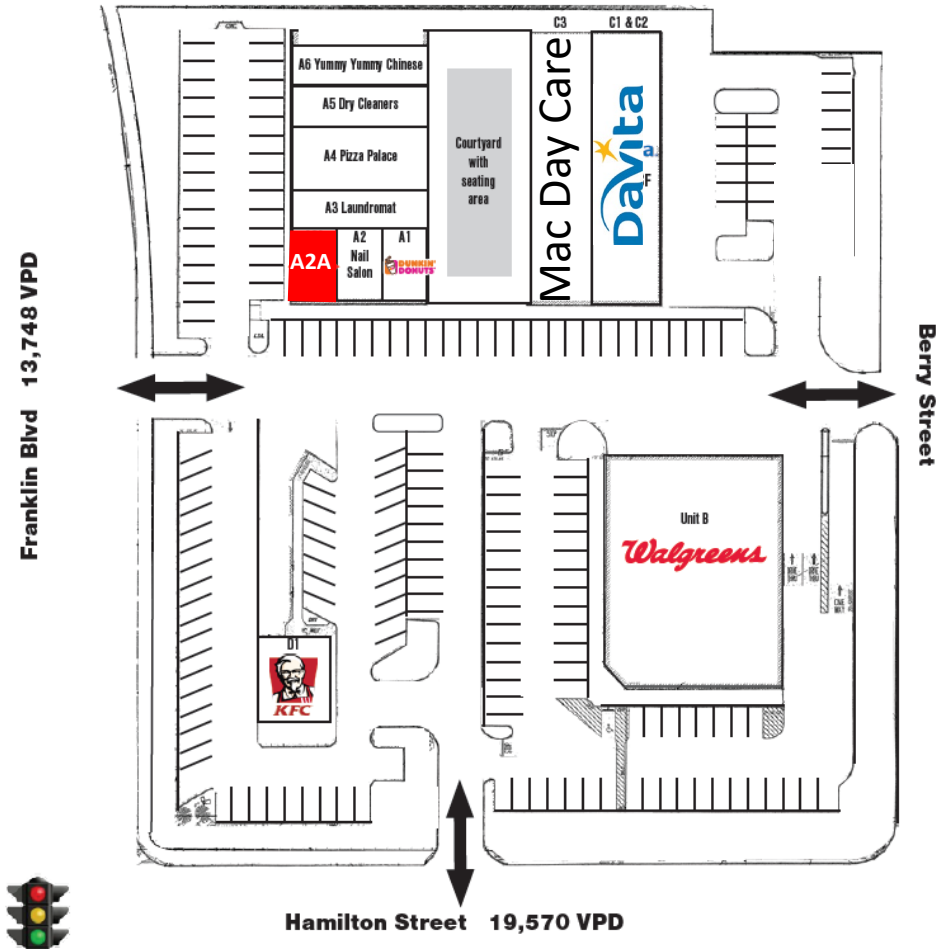 C3
C1 & C2
A6 Yummy Yummy Chinese
A5 Dry Cleaners
A4 Pizza Palace
A3 Laundromat
A2A
A2
Nail
Salon
A1
DUNKIN'
DONUTS
Courtyard
with
seating
area
Mac Day Care
DaVita
a.
F
Franklin Blvd 13,748 VPD
Berry Street
Unit B
Walgreens
D1
KFC
Hamilton Street 19,570 VPD